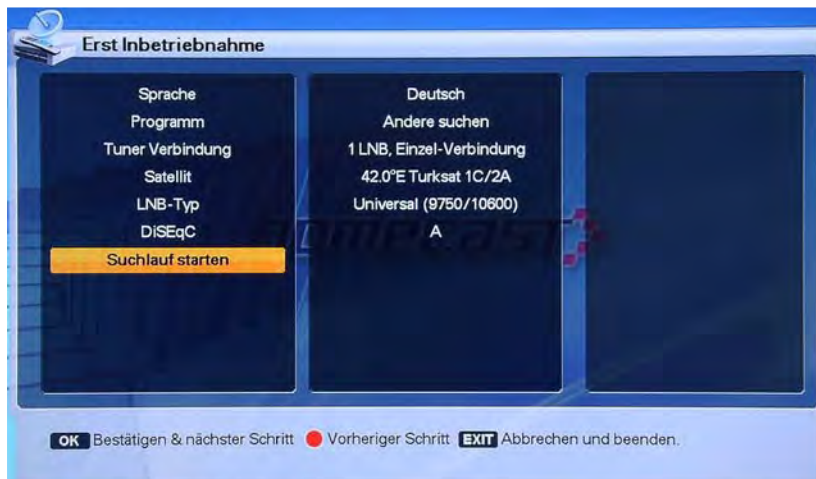 Erst Inbetriebnahme
Sprache Deutsch
Programm Andere suchen
Tuner Verbindung 1 LNB, Einzel-Verbindung
Satellit 42.0°E Turksat 1C/2A
LNB-Typ Universal (9750/10600)
DiSEqC A
homecast
Suchlauf starten
OK Bestätigen & nächster Schritt Vorheriger Schritt EXIT Abbrechen und beenden.